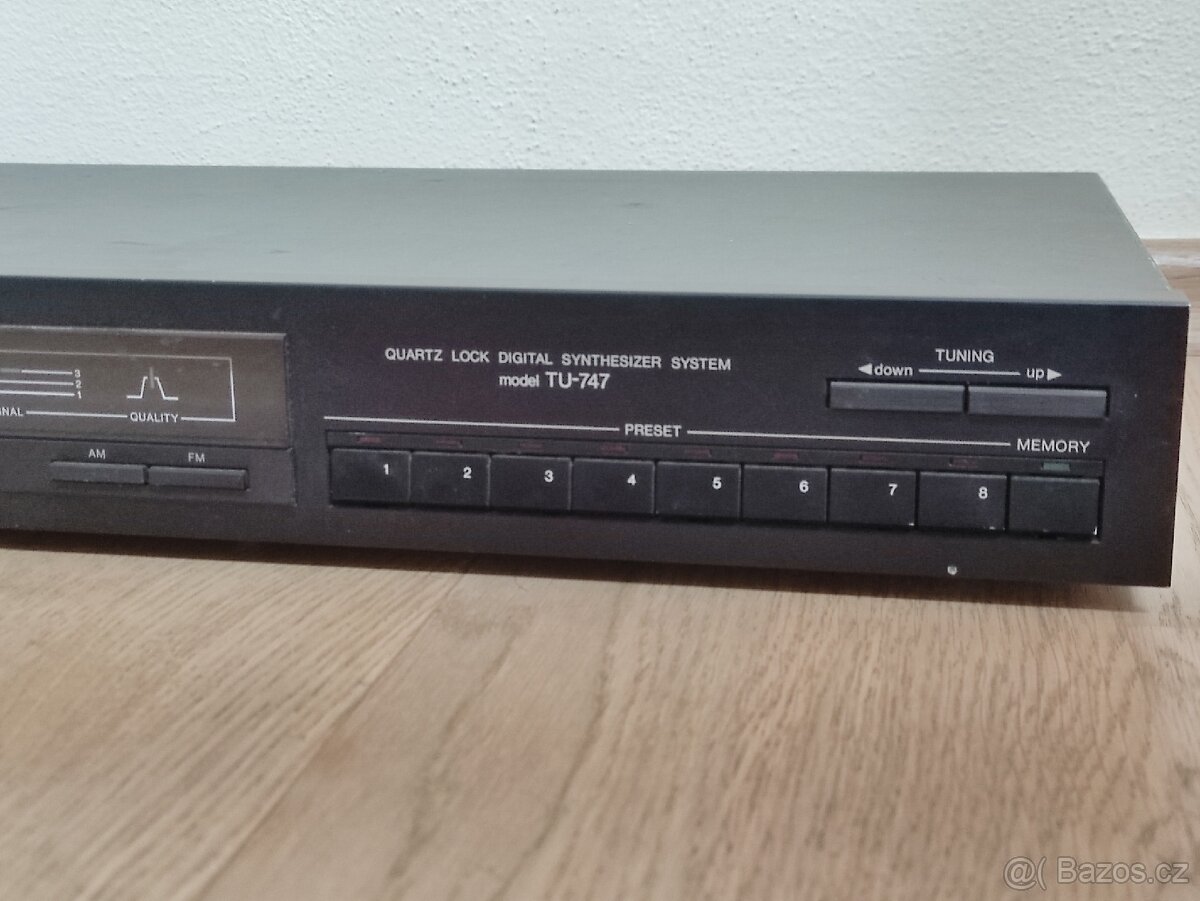 QUARTZ LOCK DIGITAL SYNTHESIZER SYSTEM
model TU-747
TUNING
◀down up▶
3
2
1
QUALITY
PRESET
MEMORY
AM FM
1 2 3 4 5 6 7 8
@( Bazos.cz